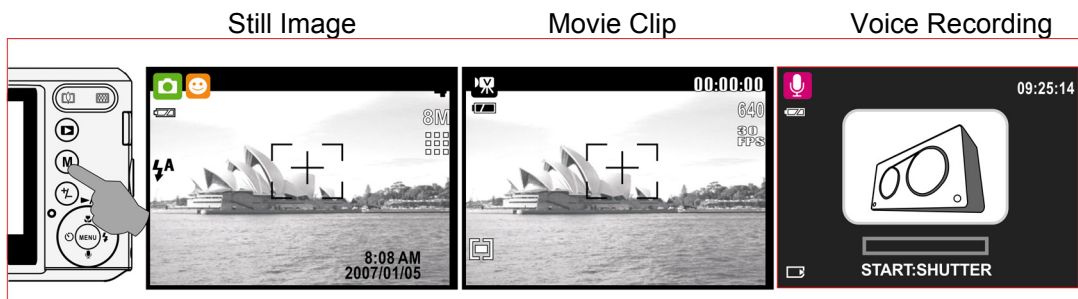 Still Image
Movie Clip
Voice Recording
M
MENU
8M
A
8:08 AM
2007/01/05
00:00:00
640
30
FPS
09:25:14
START:SHUTTER